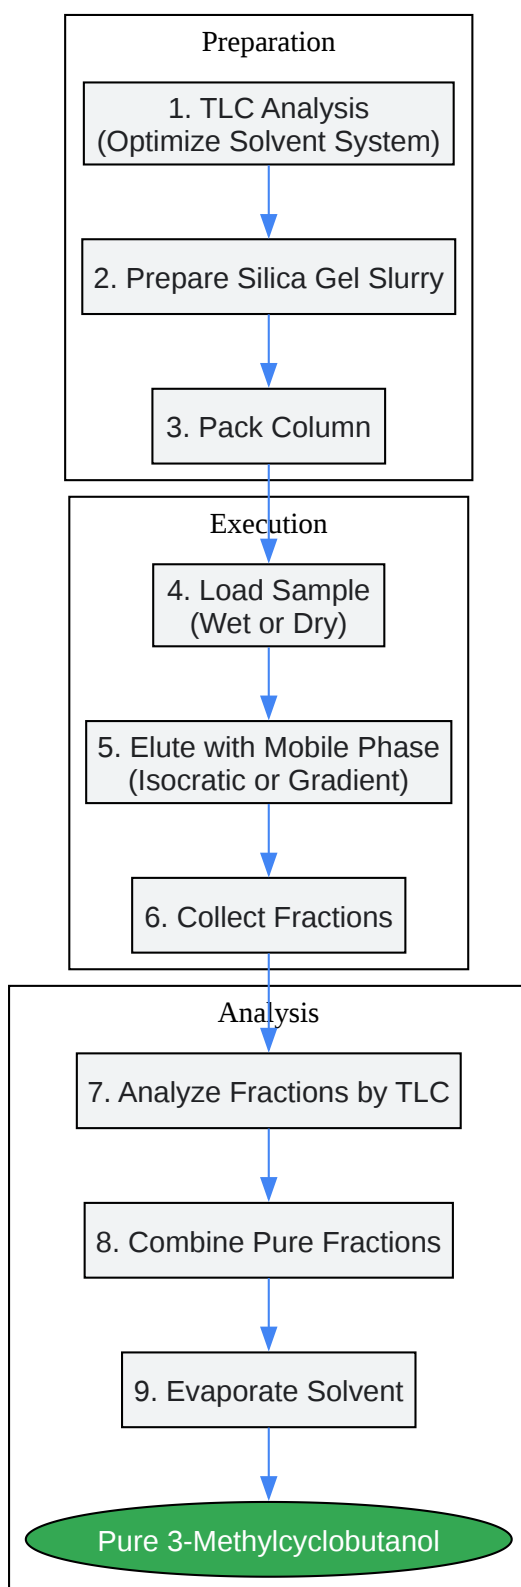 Preparation
1. TLC Analysis
(Optimize Solvent System)
2. Prepare Silica Gel Slurry
3. Pack Column
Execution
4. Load Sample
(Wet or Dry)
5. Elute with Mobile Phase
(Isocratic or Gradient)
6. Collect Fractions
Analysis
7. Analyze Fractions by TLC
8. Combine Pure Fractions
9. Evaporate Solvent
Pure 3-Methylcyclobutanol